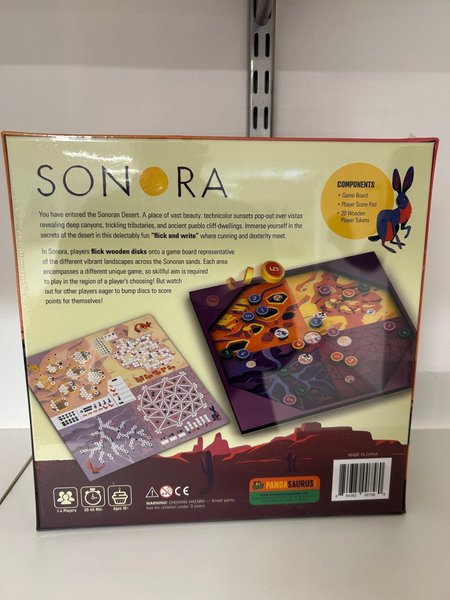 SONORA
You have entered the Sonoran Desert. A place of vast beauty: technicolor sunsets pop-out over vistas
revealing deep canyons, trickling tributaries, and ancient pueblo cliff-dwellings. Immerse yourself in the
secrets of the desert in this delectably fun "flick and write" where cunning and dexterity meet.
In Sonora, players flick wooden disks onto a game board representative
of the different vibrant landscapes across the Sonoran sands. Each area
encompasses a different unique game, so skillful aim is required
to play in the region of a player's choosing! But watch
out for other players eager to bump discs to score
points for themselves!
COMPONENTS
• Game Board
• Player Score Pad
• 20 Wooden
Player Tokens
5
MADE IN CHINA
1-4 Players
30-45 Min.
Ages 10+
CE
WARNING! CHOKING HAZARD — Small parts.
Not for children under 3 years.
PANDASAURUS